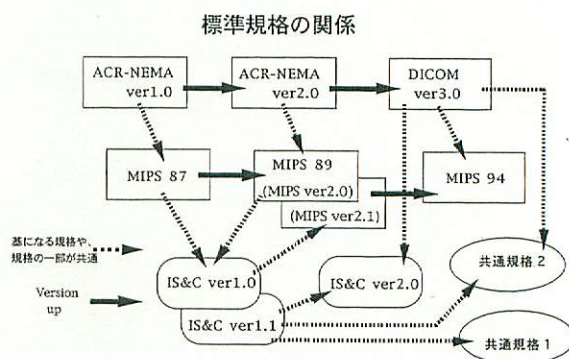 標準規格の関係
ACR-NEMA
ver1.0
ACR-NEMA
ver2.0
DICOM
ver3.0
MIPS 87
MIPS 89
(MIPS ver2.0)
(MIPS ver2.1)
MIPS 94
基になる規格や、
規格の一部が共通
Version
up
IS&C ver1.0
IS&C ver1.1
IS&C ver2.0
共通規格 2
共通規格 1